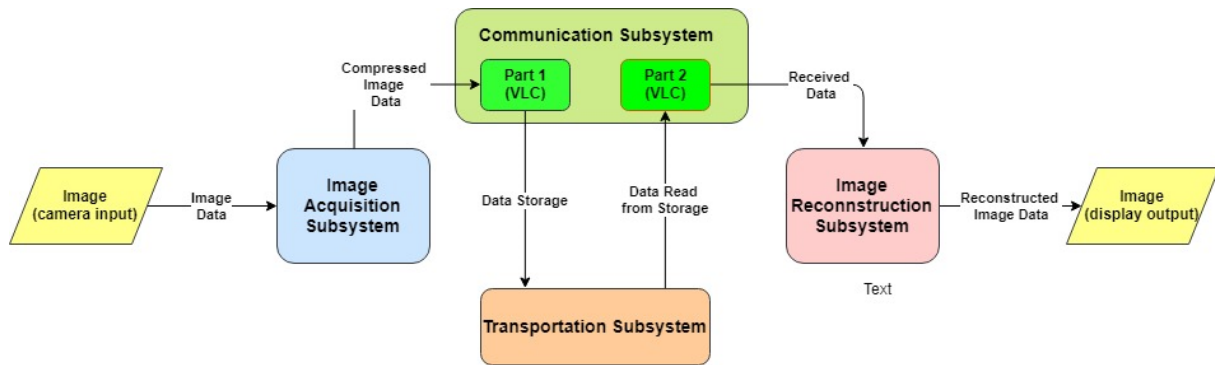 Communication Subsystem
Compressed
Image
Data
Part 1
(VLC)
Part 2
(VLC)
Received
Data
Image
(camera input)
Image
Data
Image
Acquisition
Subsystem
Data Storage
Data Read
from Storage
Image
Reconnstruction
Subsystem
Reconstructed
Image Data
Image
(display output)
Text
Transportation Subsystem